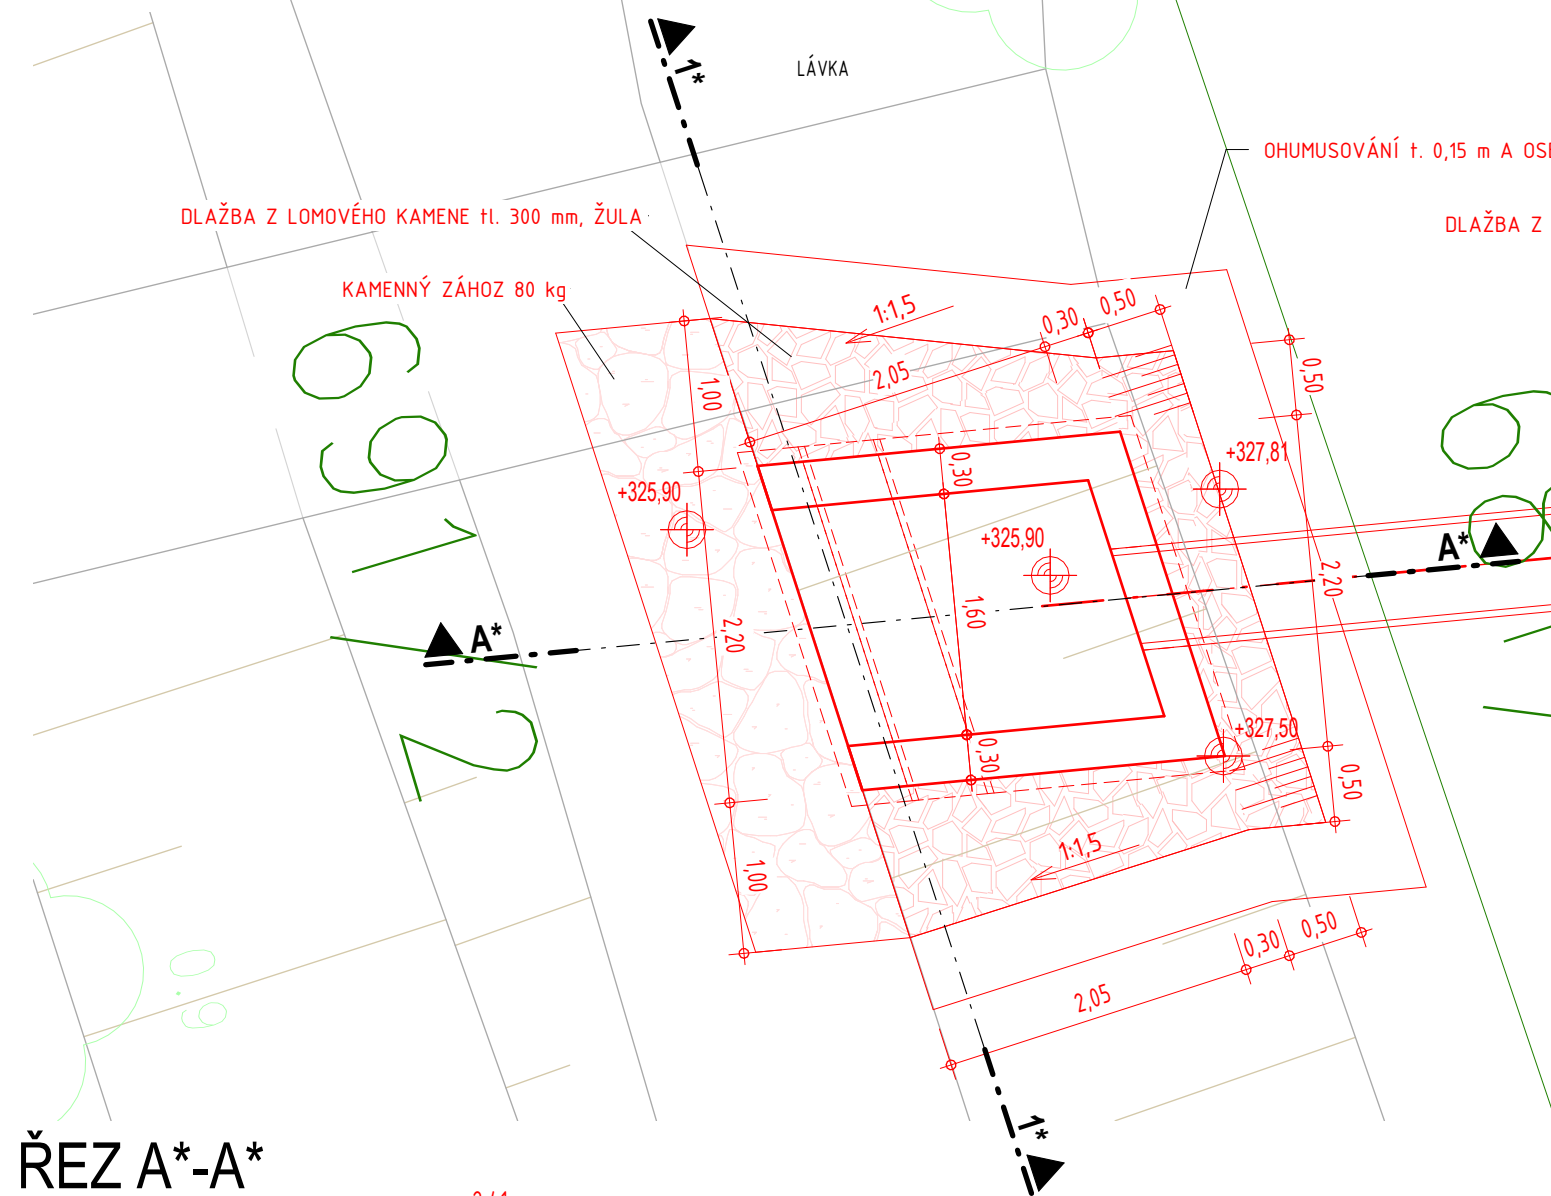 1*
LÁVKA
OHUMUSOVÁNÍ t. 0,15 m A
DLAŽBA Z LOMOVÉHO KAMENE tl. 300 mm, ŽULA
DLAŽBA Z
KAMENNÝ ZÁHOZ 80 kg
1:1,5
0,30
0,50
2,05
1,00
0,50
+327,81
0,30
+325,90
+325,90
A*
2,20
1,60
A*
2,20
+327,50
0,30
0,50
1:1,5
1,00
0,30
0,50
2,05
1*
ŘEZ A*-A*